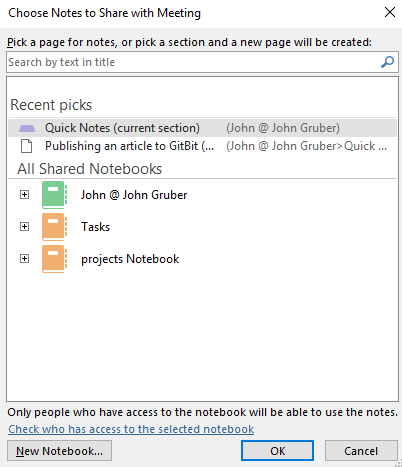 Choose Notes to Share with Meeting
Pick a page for notes, or pick a section and a new page will be created:
Search by text in title
Recent picks
Quick Notes (current section) (John @ John Gruber)
Publishing an article to GitBit (... (John @ John Gruber>Quick ...
All Shared Notebooks
John @ John Gruber
Tasks
projects Notebook
Only people who have access to the notebook will be able to use the notes.
Check who has access to the selected notebook
New Notebook... OK Cancel